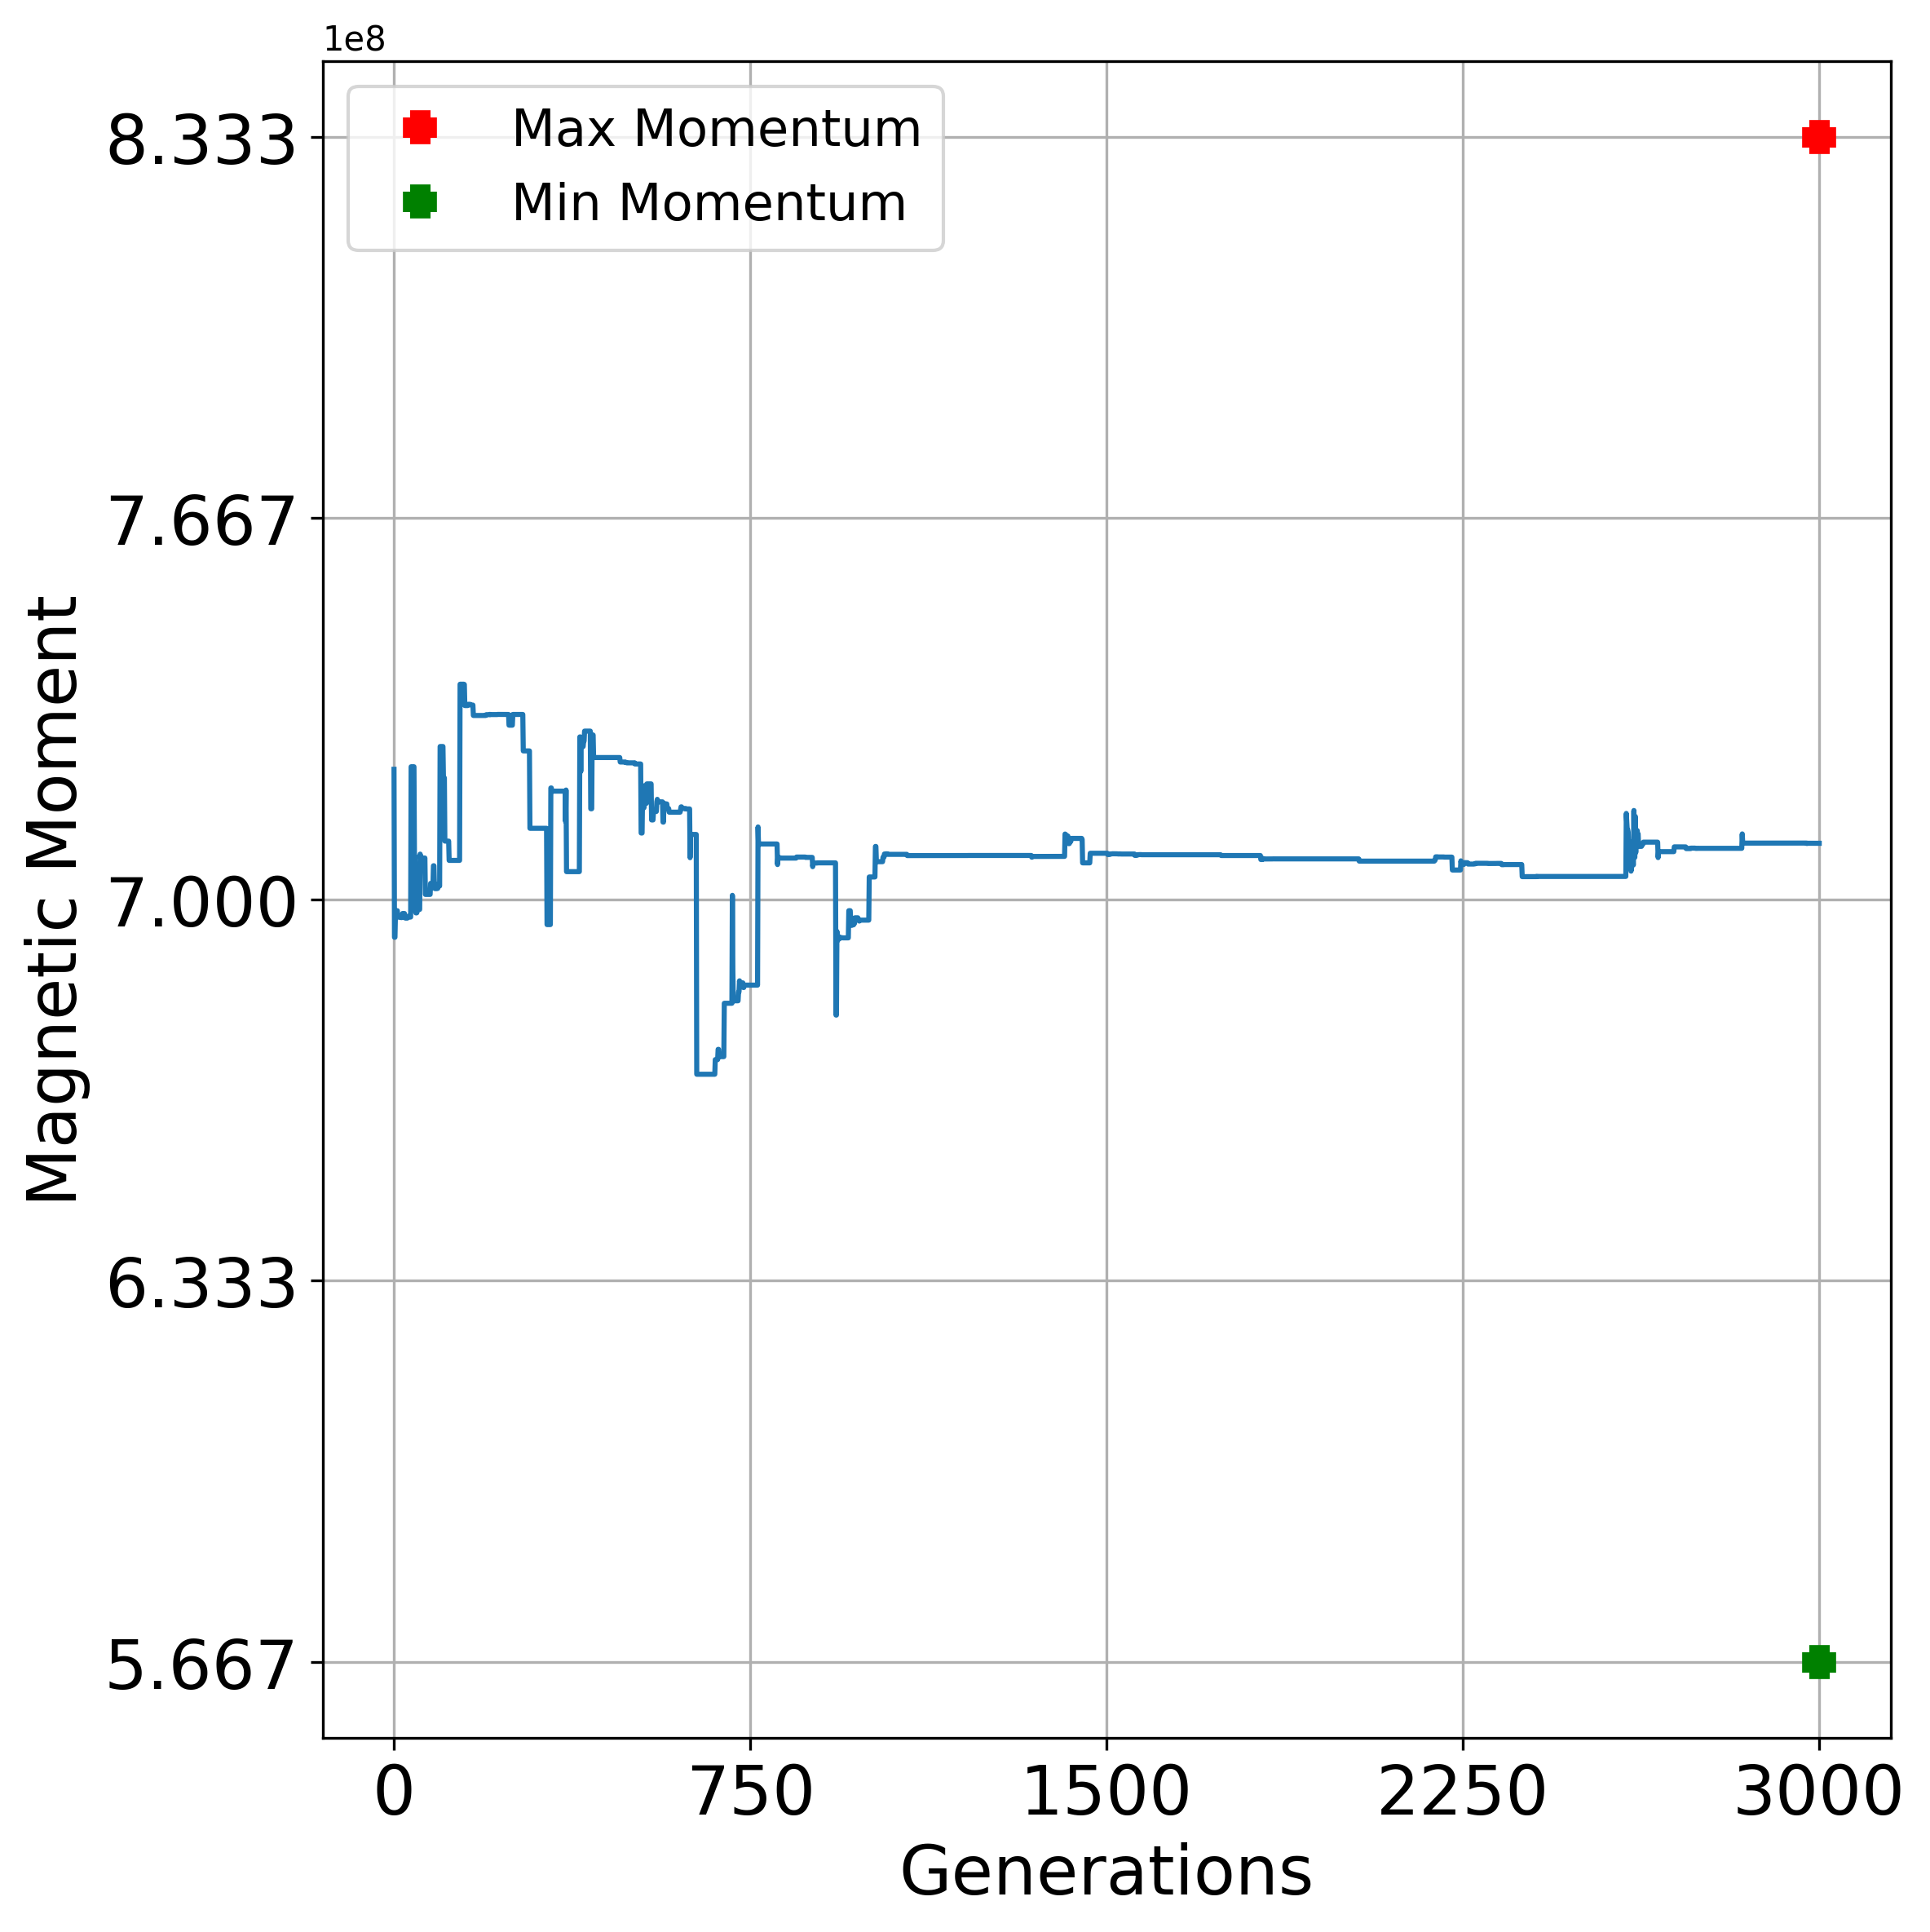 1e8
8.333
7.667
7.000
6.333
5.667
Magnetic Moment
Max Momentum
Min Momentum
0 750 1500 2250 3000
Generations